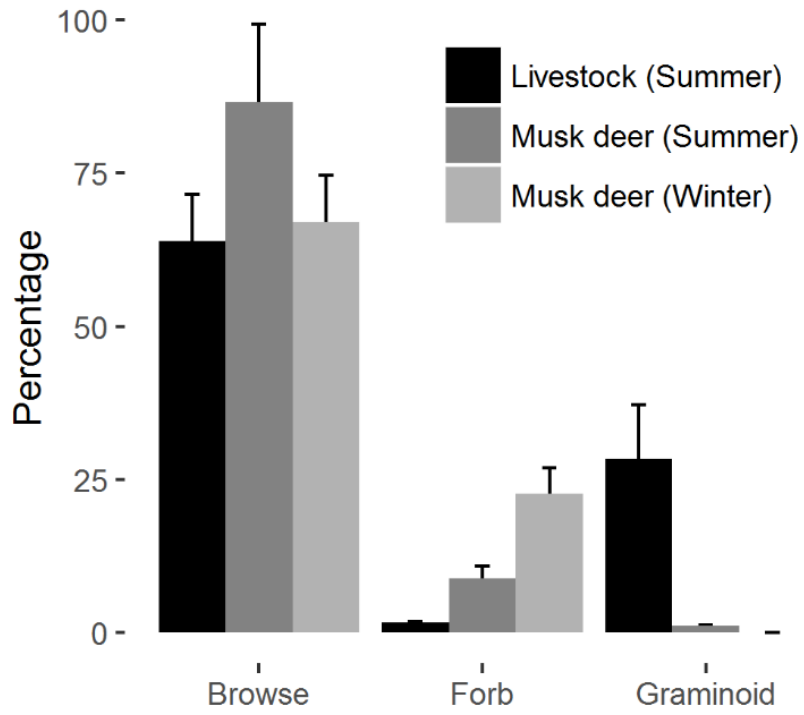 100
75
50
25
0
Percentage
Livestock (Summer)
Musk deer (Summer)
Musk deer (Winter)
Browse
Forb
Graminoid